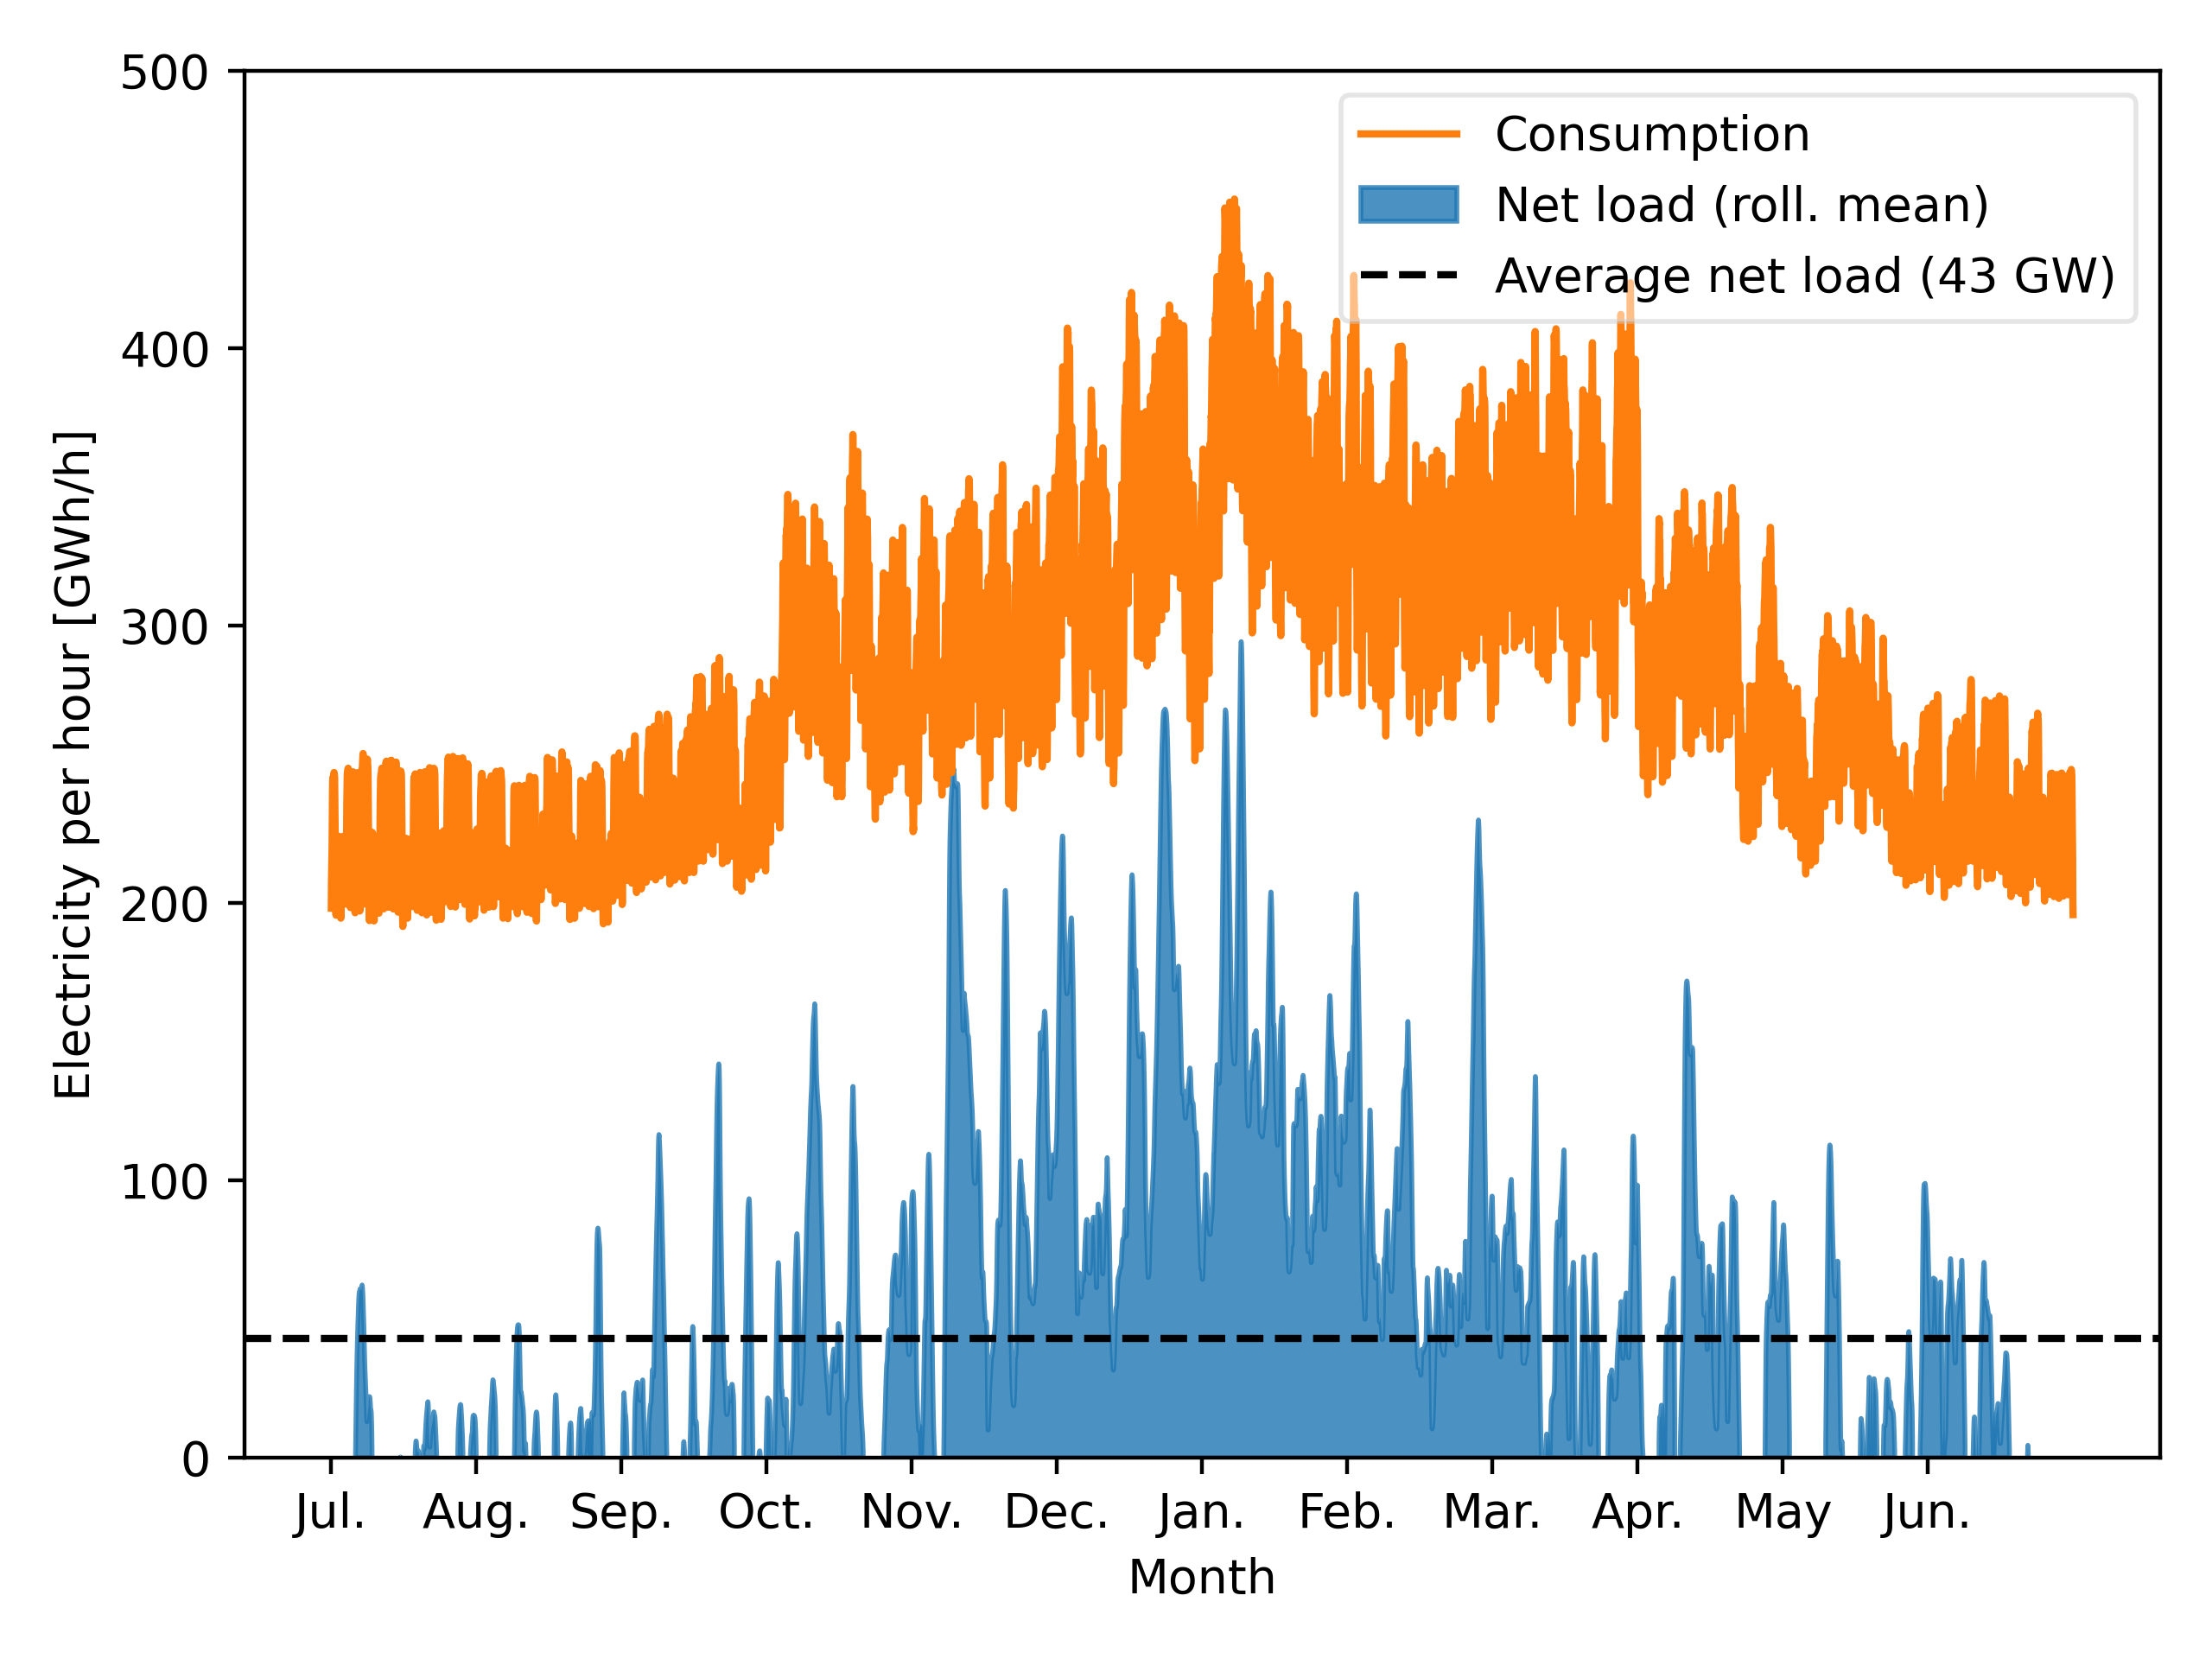 Consumption
Net load (roll. mean)
Average net load (43 GW)
Electricity per hour [GWh/h]
500
400
300
200
100
0
Jul. Aug. Sep. Oct. Nov. Dec. Jan. Feb. Mar. Apr. May Jun.
Month